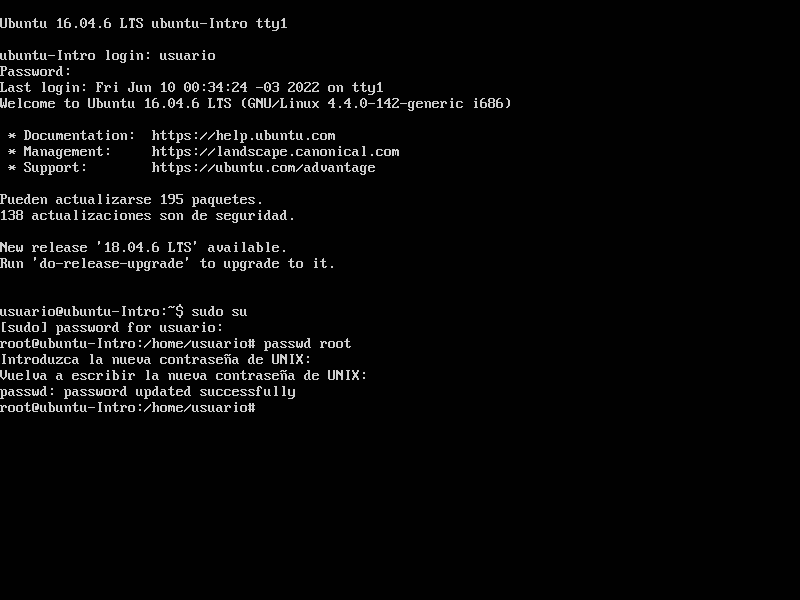 Ubuntu 16.04.6 LTS ubuntu-Intro tty1
ubuntu-Intro login: usuario
Password:
Last login: Fri Jun 10 00:34:24 -03 2022 on tty1
Welcome to Ubuntu 16.04.6 LTS (GNU/Linux 4.4.0-142-generic i686)
* Documentation:  https://help.ubuntu.com
* Management:     https://landscape.canonical.com
* Support:        https://ubuntu.com/advantage
Pueden actualizarse 195 paquetes.
138 actualizaciones son de seguridad.
New release '18.04.6 LTS' available.
Run 'do-release-upgrade' to upgrade to it.
usuario@ubuntu-Intro:~$ sudo su
[sudo] password for usuario:
root@ubuntu-Intro:/home/usuario# passwd root
Introduzca la nueva contraseña de UNIX:
Vuelva a escribir la nueva contraseña de UNIX:
passwd: password updated successfully
root@ubuntu-Intro:/home/usuario#